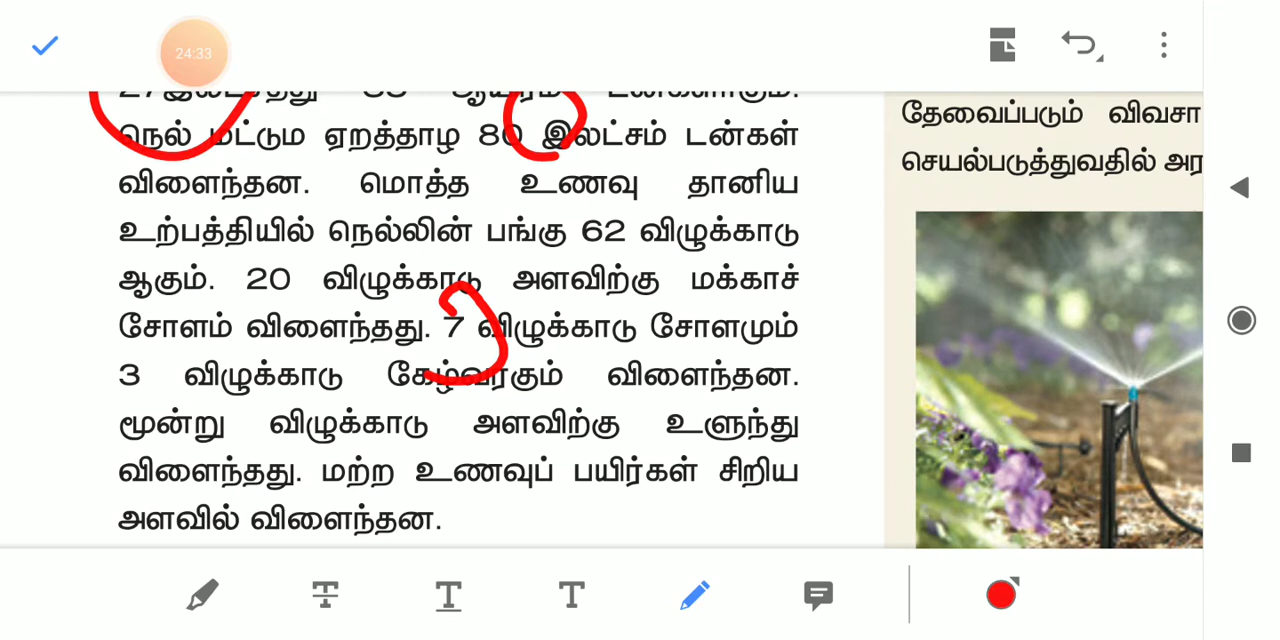 24:33
நெல் மட்டும ஏறத்தாழ 80 இலட்சம் டன்கள்
விளைந்தன. மொத்த உணவு தானிய
உற்பத்தியில் நெல்லின் பங்கு 62 விழுக்காடு
ஆகும். 20 விழுக்காடு அளவிற்கு மக்காச்
சோளம் விளைந்தது. 7 விழுக்காடு சோளமும்
3 விழுக்காடு கேழ்வரகும் விளைந்தன.
மூன்று விழுக்காடு அளவிற்கு உளுந்து
விளைந்தது. மற்ற உணவுப் பயிர்கள் சிறிய
அளவில் விளைந்தன.
தேவைப்படும் விவசா
செயல்படுத்துவதில் அர